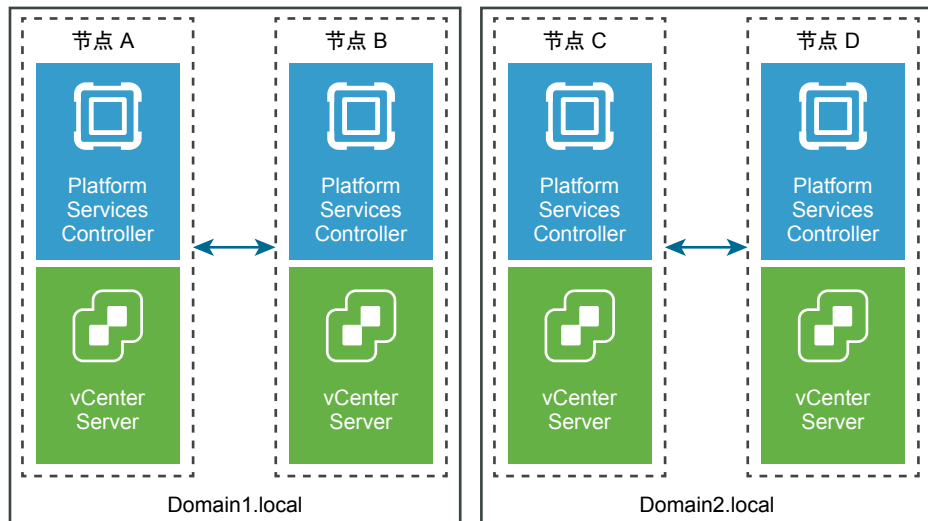 节点 A
Platform
Services
Controller
vCenter
Server
节点 B
Platform
Services
Controller
vCenter
Server
Domain1.local
节点 C
Platform
Services
Controller
vCenter
Server
节点 D
Platform
Services
Controller
vCenter
Server
Domain2.local